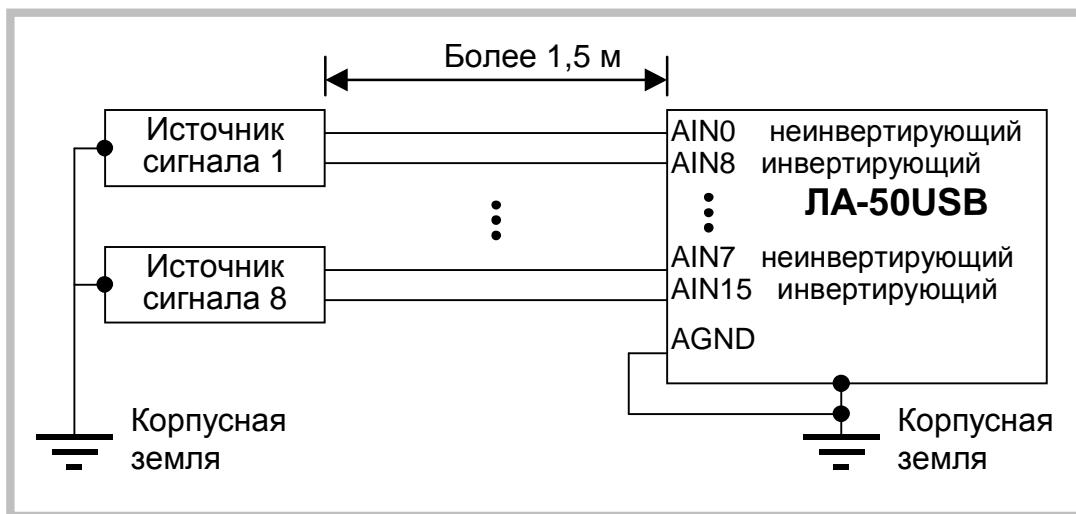 Более 1,5 м
Источник
сигнала 1
AIN0 неинвертирующий
AIN8 инвертирующий
ЛА-50USB
Источник
сигнала 8
AIN7 неинвертирующий
AIN15 инвертирующий
AGND
Корпусная
земля
Корпусная
земля